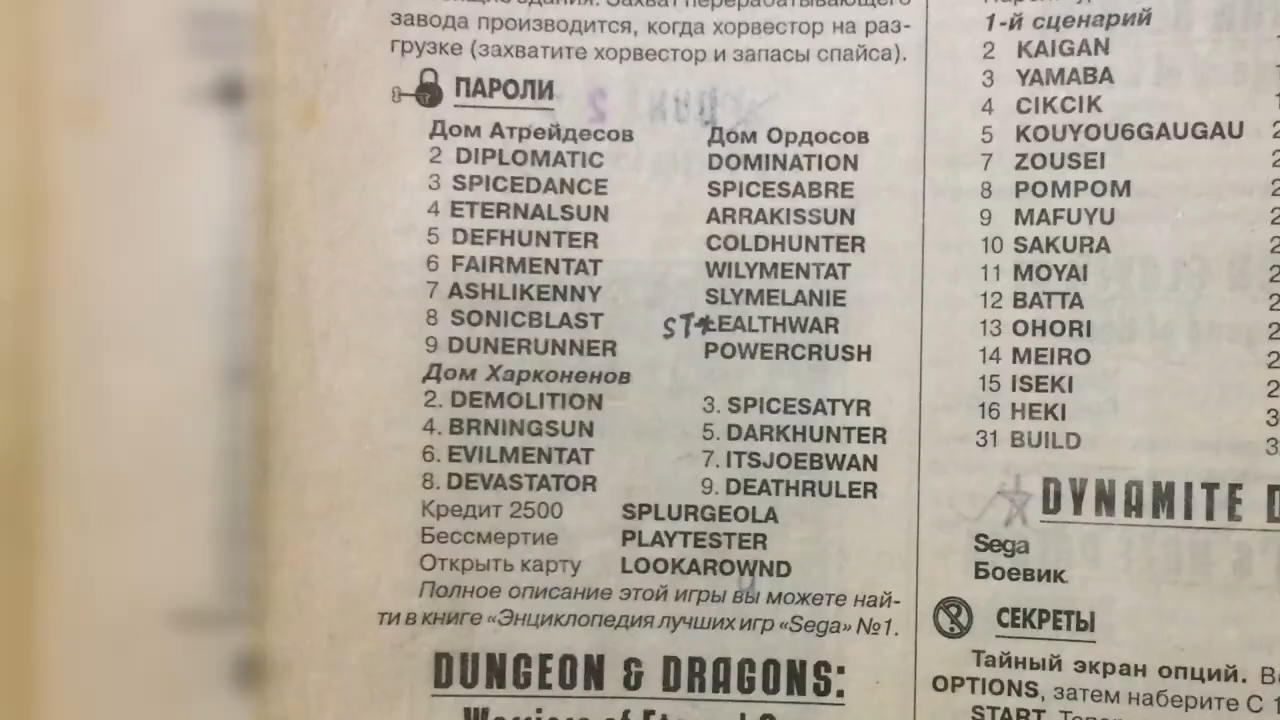 завода производится, когда хорвестор на раз-
грузке (захватите хорвестор и запасы спайса).
ПАРОЛИ
Дом Атрейдесов Дом Ордосов
2 DIPLOMATIC DOMINATION
3 SPICEDANCE SPICESABRE
4 ETERNALSUN ARRAKISSUN
5 DEFHUNTER COLDHUNTER
6 FAIRMENTAT WILYMENTAT
7 ASHLIKENNY SLYMELANIE
8 SONICBLAST STEALTHWAR
9 DUNERUNNER POWERCRUSH
Дом Харконенов
2. DEMOLITION 3. SPICESATYR
4. BRNINGSUN 5. DARKHUNTER
6. EVILMENTAT 7. ITSJOEBWAN
8. DEVASTATOR 9. DEATHRULER
Кредит 2500 SPLURGEOLA
Бессмертие PLAYTESTER
Открыть карту LOOKAROWND
Полное описание этой игры вы можете най-
ти в книге «Энциклопедия лучших игр «Sega» №1.
DUNGEON & DRAGONS:
1-й сценарий
2 KAIGAN
3 YAMABA
4 CIKCIK
5 KOUYOU6GAUGAU
7 ZOUSEI
8 POMPOM
9 MAFUYU
10 SAKURA
11 MOYAI
12 BATTA
13 OHORI
14 MEIRO
15 ISEKI
16 HEKI
31 BUILD
DYNAMITE
Sega
Боевик
СЕКРЕТЫ
Тайный экран опций.
OPTIONS, затем наберите С
START.